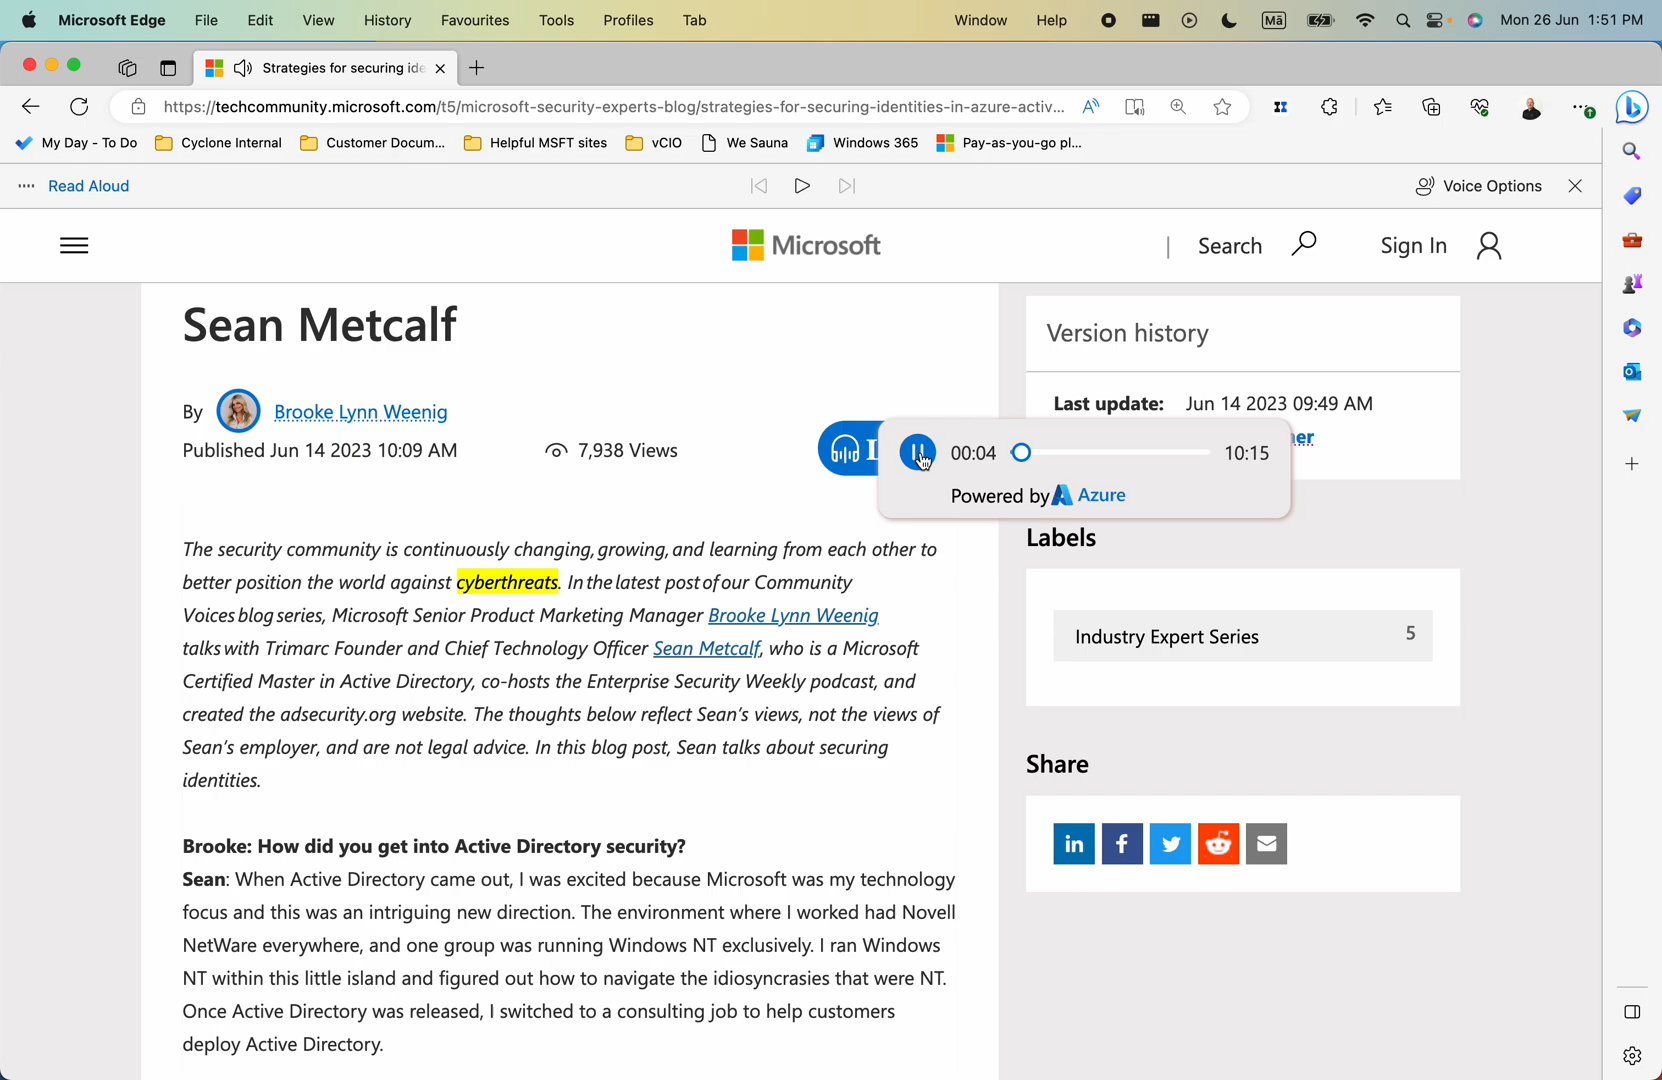 Microsoft Edge File Edit View History Favourites Tools Profiles Tab Window Help Mā Mon 26 Jun 1:51 PM
Strategies for securing ide
https://techcommunity.microsoft.com/t5/microsoft-security-experts-blog/strategies-for-securing-identities-in-azure-activ...
My Day - To Do Cyclone Internal Customer Docum... Helpful MSFT sites vCIO We Sauna Windows 365 Pay-as-you-go pl...
Read Aloud Voice Options
Microsoft | Search Sign In
Sean Metcalf
By Brooke Lynn Weenig
Published Jun 14 2023 10:09 AM 7,938 Views
The security community is continuously changing, growing, and learning from each other to
better position the world against cyberthreats. In the latest post of our Community
Voices blog series, Microsoft Senior Product Marketing Manager Brooke Lynn Weenig
talks with Trimarc Founder and Chief Technology Officer Sean Metcalf, who is a Microsoft
Certified Master in Active Directory, co-hosts the Enterprise Security Weekly podcast, and
created the adsecurity.org website. The thoughts below reflect Sean's views, not the views of
Sean's employer, and are not legal advice. In this blog post, Sean talks about securing
identities.
Brooke: How did you get into Active Directory security?
Sean: When Active Directory came out, I was excited because Microsoft was my technology
focus and this was an intriguing new direction. The environment where I worked had Novell
NetWare everywhere, and one group was running Windows NT exclusively. I ran Windows
NT within this little island and figured out how to navigate the idiosyncrasies that were NT.
Once Active Directory was released, I switched to a consulting job to help customers
deploy Active Directory.
Version history
Last update: Jun 14 2023 09:49 AM
00:04 10:15
Powered by Azure
Labels
Industry Expert Series 5
Share
in f